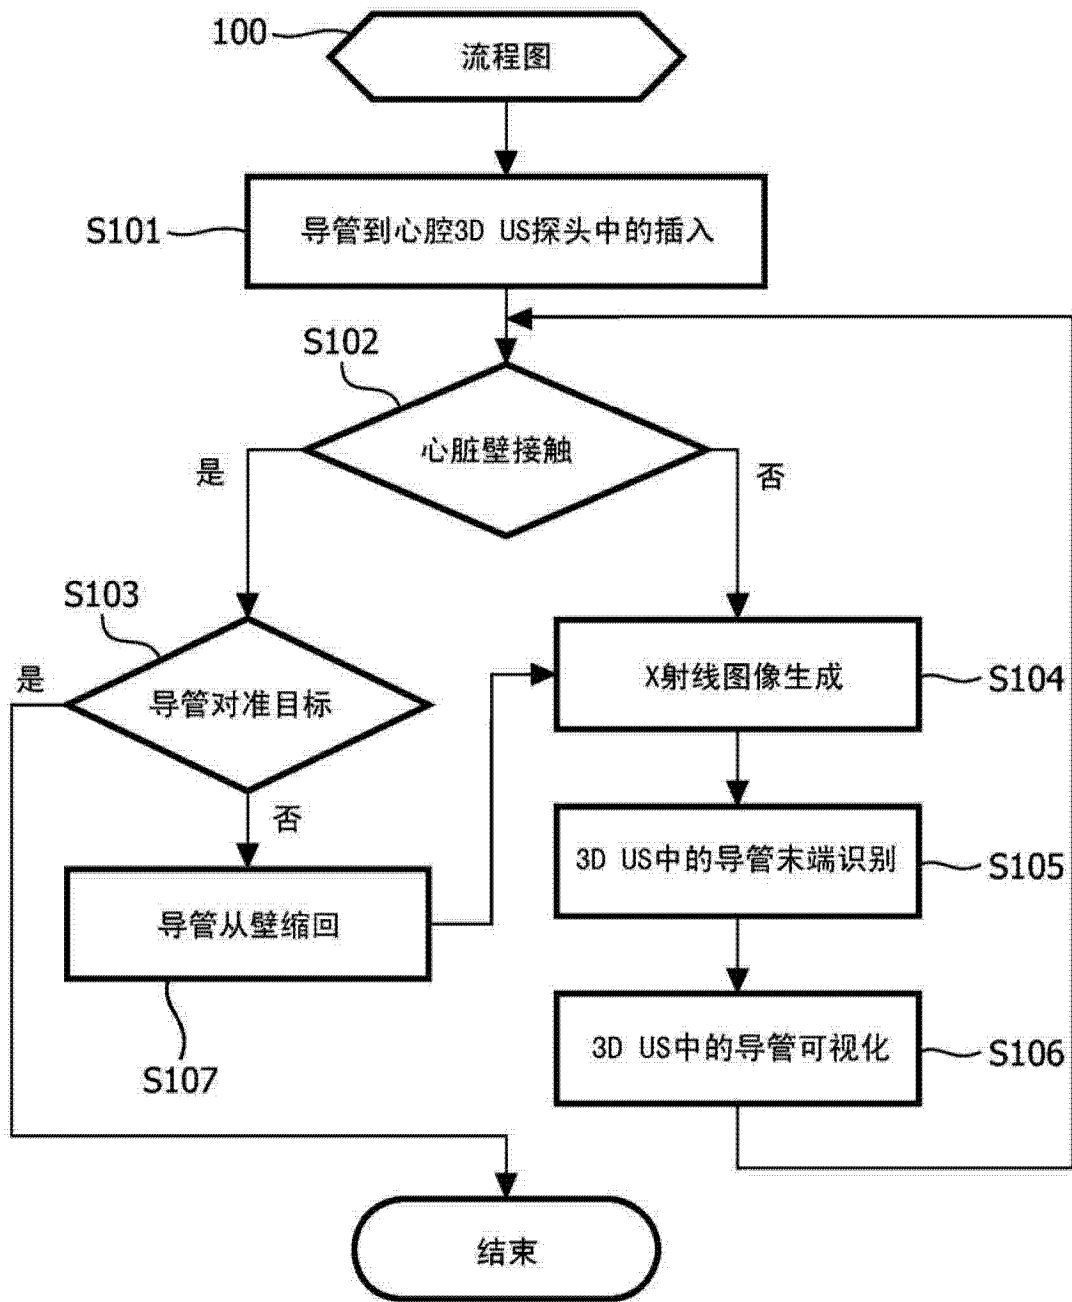 100
流程图
S101
导管到心腔3D US探头中的插入
S102
心脏壁接触
是
否
S103
是
导管对准目标
X射线图像生成
S104
否
3D US中的导管末端识别
S105
导管从壁缩回
3D US中的导管可视化
S106
S107
结束